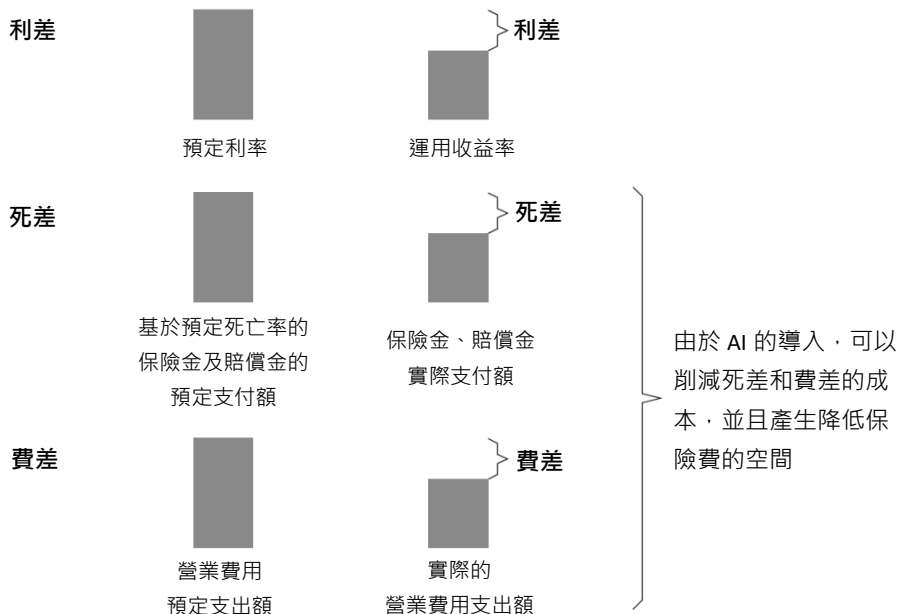 利差
利差
預定利率
運用收益率
死差
死差
基於預定死亡率的
保險金及賠償金的
預定支付額
保險金、賠償金
實際支付額
費差
費差
營業費用
預定支出額
實際的
營業費用支出額
由於 AI 的導入，可以
削減死差和費差的成
本，並且產生降低保
險費的空間